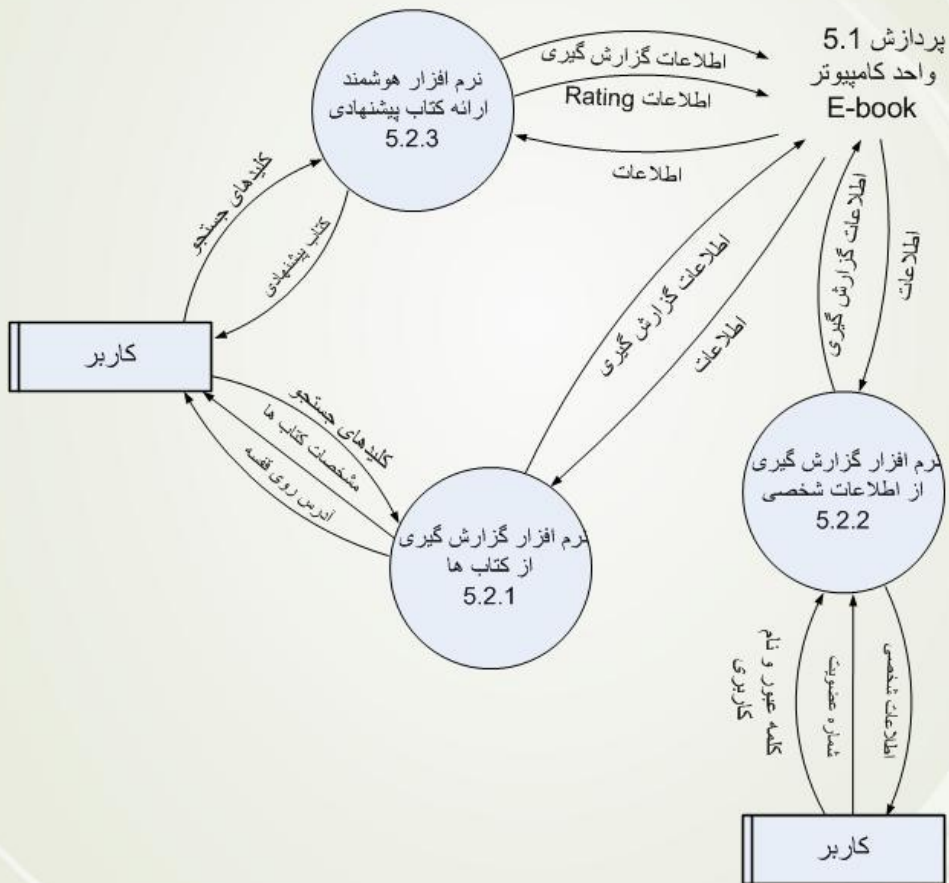 پردازش 5.1
واحد کامپیوتر
E-book
اطلاعات گزارش گیری
اطلاعات Rating
اطلاعات
نرم افزار هوشمند
ارائه کتاب پیشنهادی
5.2.3
کلیدهای جستجو
کتاب پیشنهادی
کاربر
کلیدهای جستجو
مشخصات کتاب ها
آدرس روی قفسه
اطلاعات گزارش گیری
اطلاعات
نرم افزار گزارش گیری
از کتاب ها
5.2.1
اطلاعات گزارش گیری
اطلاعات
نرم افزار گزارش گیری
از اطلاعات شخصی
5.2.2
کلمه عبور و نام
کاربری
شماره عضویت
اطلاعات شخصی
کاربر